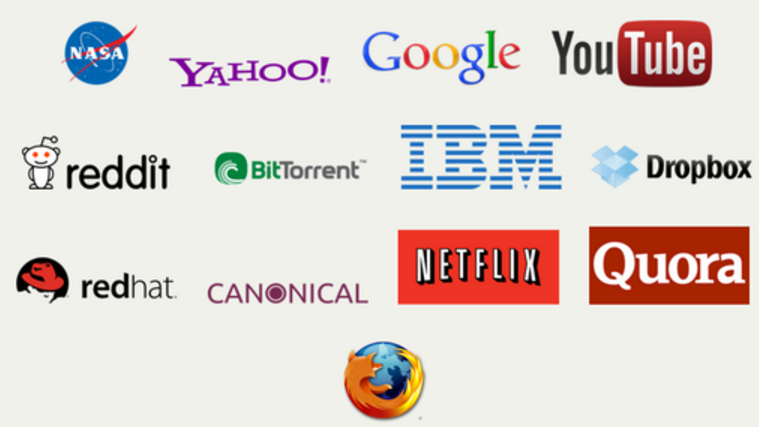 NASA
YAHOO!
Google
YouTube
reddit
BitTorrent™
IBM
Dropbox
redhat.
CANONICAL
NETFLIX
Quora